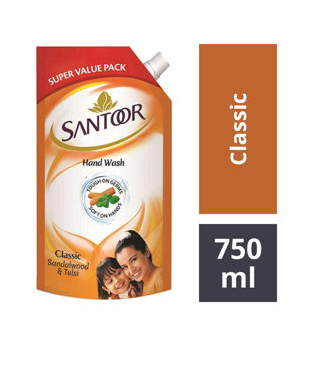 SUPER VALUE PACK
SANTOOR
Hand Wash
TOUGH ON GERMS
SOFT ON HANDS
Classic
Sandalwood
& Tulsi
Classic
750
ml